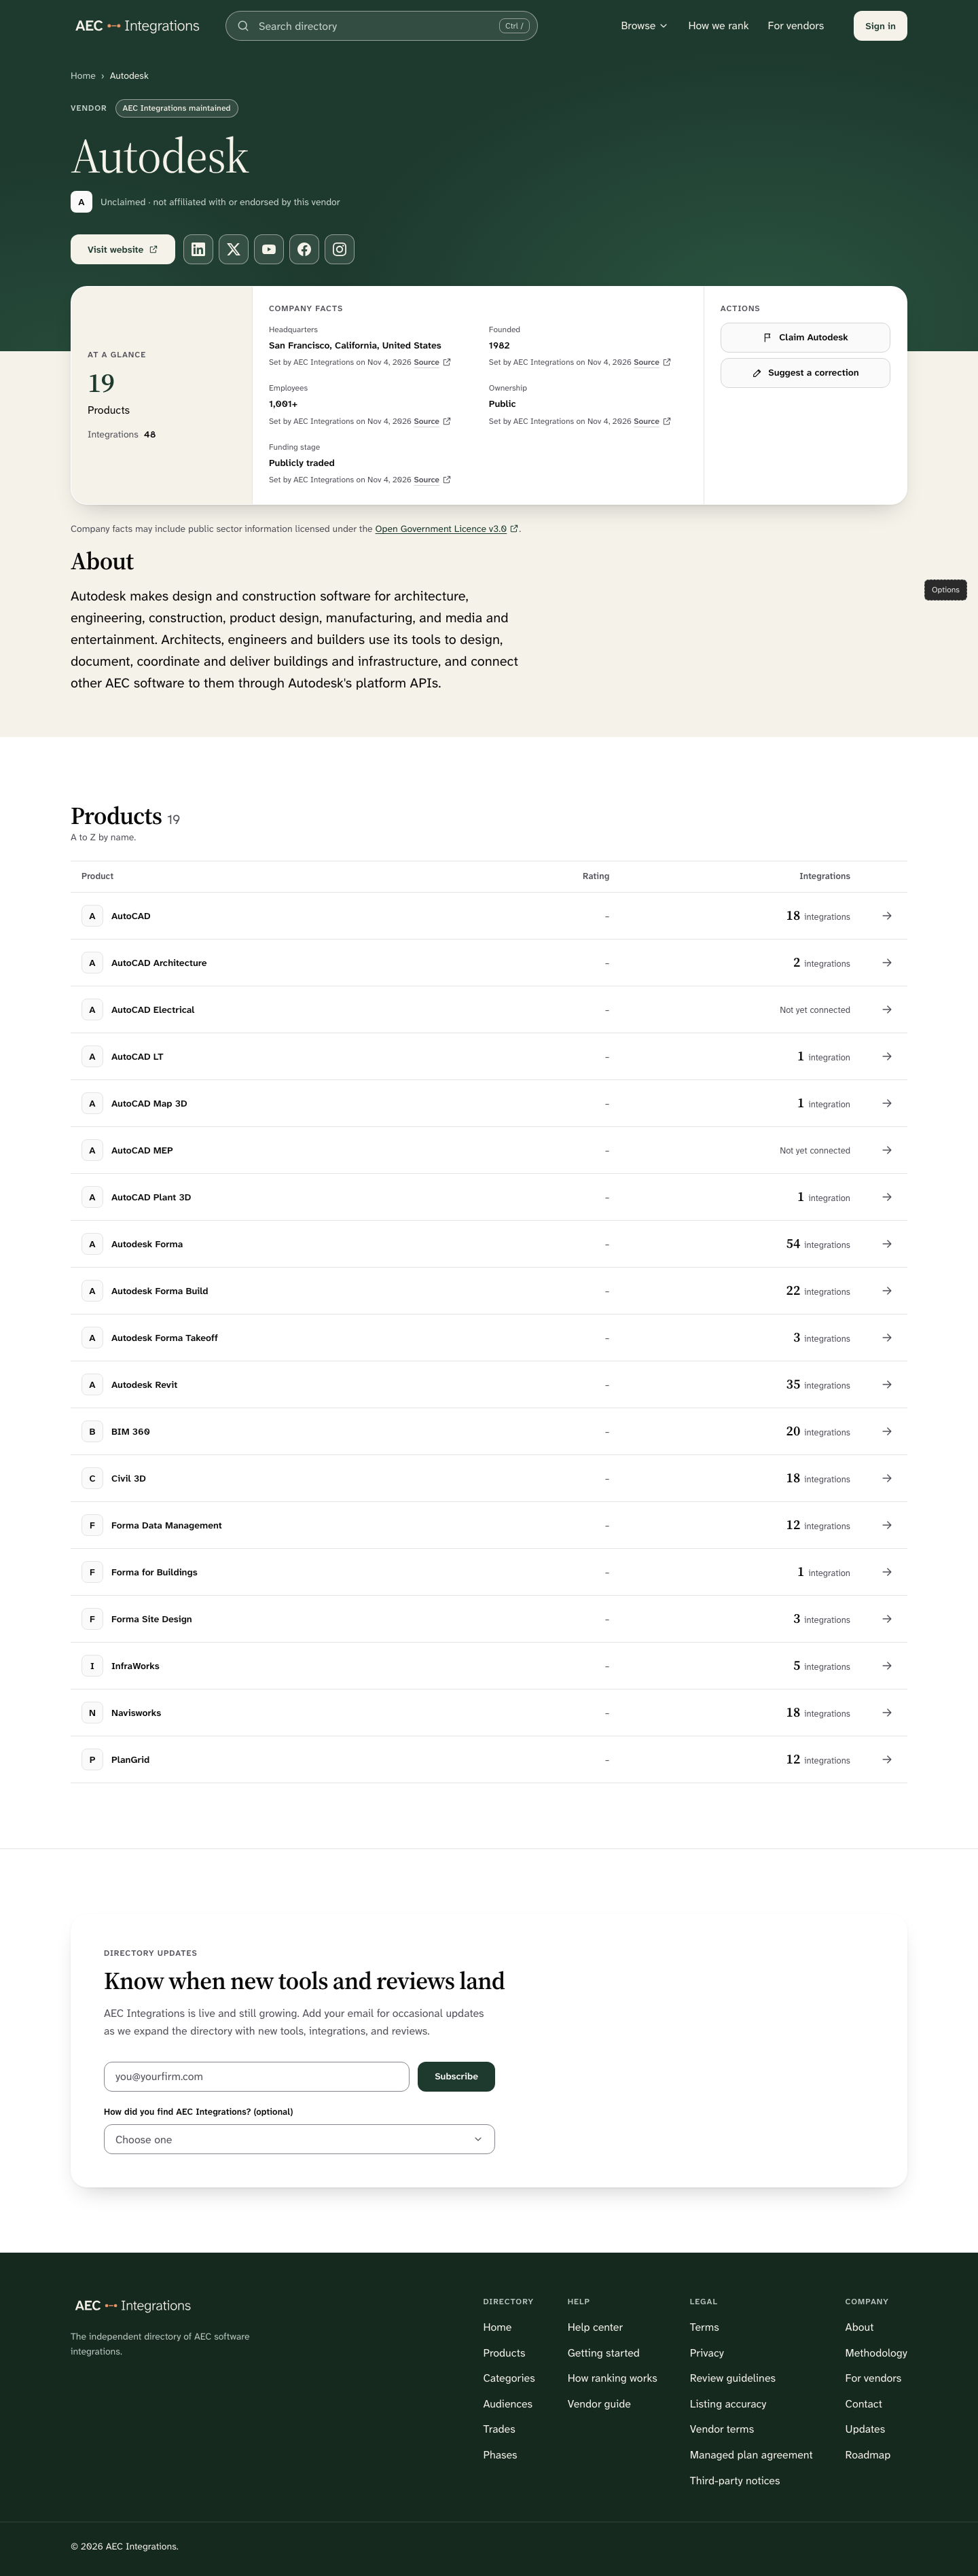 AEC Integrations
Search directory
Ctrl /
Browse
How we rank
For vendors
Sign in
Home › Autodesk
VENDOR
AEC Integrations maintained
Autodesk
A
Unclaimed · not affiliated with or endorsed by this vendor
Visit website
AT A GLANCE
19
Products
Integrations 48
COMPANY FACTS
Headquarters
San Francisco, California, United States
Set by AEC Integrations on Nov 4, 2026 Source
Founded
1982
Set by AEC Integrations on Nov 4, 2026 Source
Employees
1,001+
Set by AEC Integrations on Nov 4, 2026 Source
Ownership
Public
Set by AEC Integrations on Nov 4, 2026 Source
Funding stage
Publicly traded
Set by AEC Integrations on Nov 4, 2026 Source
ACTIONS
Claim Autodesk
Suggest a correction
Company facts may include public sector information licensed under the Open Government Licence v3.0.
About
Autodesk makes design and construction software for architecture,
engineering, construction, product design, manufacturing, and media and
entertainment. Architects, engineers and builders use its tools to design,
document, coordinate and deliver buildings and infrastructure, and connect
other AEC software to them through Autodesk's platform APIs.
Options
Products 19
A to Z by name.
Product Rating Integrations
A AutoCAD – 18 integrations
A AutoCAD Architecture – 2 integrations
A AutoCAD Electrical – Not yet connected
A AutoCAD LT – 1 integration
A AutoCAD Map 3D – 1 integration
A AutoCAD MEP – Not yet connected
A AutoCAD Plant 3D – 1 integration
A Autodesk Forma – 54 integrations
A Autodesk Forma Build – 22 integrations
A Autodesk Forma Takeoff – 3 integrations
A Autodesk Revit – 35 integrations
B BIM 360 – 20 integrations
C Civil 3D – 18 integrations
F Forma Data Management – 12 integrations
F Forma for Buildings – 1 integration
F Forma Site Design – 3 integrations
I InfraWorks – 5 integrations
N Navisworks – 18 integrations
P PlanGrid – 12 integrations
DIRECTORY UPDATES
Know when new tools and reviews land
AEC Integrations is live and still growing. Add your email for occasional updates
as we expand the directory with new tools, integrations, and reviews.
you@yourfirm.com
Subscribe
How did you find AEC Integrations? (optional)
Choose one
AEC Integrations
The independent directory of AEC software
integrations.
DIRECTORY
Home
Products
Categories
Audiences
Trades
Phases
HELP
Help center
Getting started
How ranking works
Vendor guide
LEGAL
Terms
Privacy
Review guidelines
Listing accuracy
Vendor terms
Managed plan agreement
Third-party notices
COMPANY
About
Methodology
For vendors
Contact
Updates
Roadmap
© 2026 AEC Integrations.